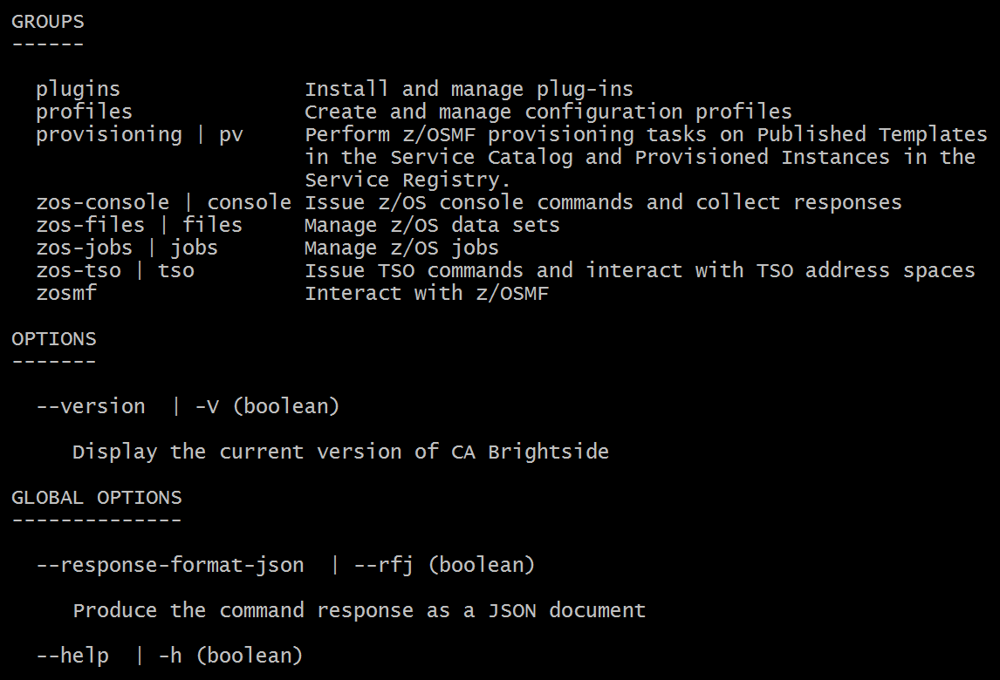 GROUPS
------
plugins Install and manage plug-ins
profiles Create and manage configuration profiles
provisioning | pv Perform z/OSMF provisioning tasks on Published Templates
in the Service Catalog and Provisioned Instances in the
Service Registry.
zos-console | console Issue z/OS console commands and collect responses
zos-files | files Manage z/OS data sets
zos-jobs | jobs Manage z/OS jobs
zos-tso | tso Issue TSO commands and interact with TSO address spaces
zosmf Interact with z/OSMF
OPTIONS
-------
--version | -V (boolean)
Display the current version of CA Brightside
GLOBAL OPTIONS
--------------
--response-format-json | --rfj (boolean)
Produce the command response as a JSON document
--help | -h (boolean)